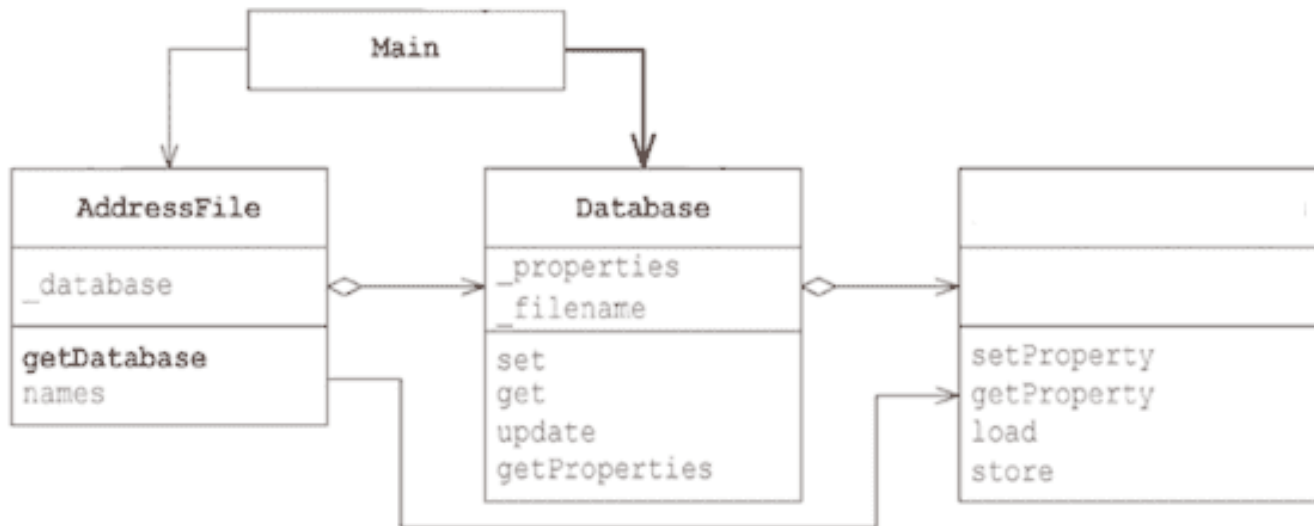 Main
AddressFile
_database
getDatabase
names
Database
_properties
_filename
set
get
update
getProperties
setProperty
getProperty
load
store